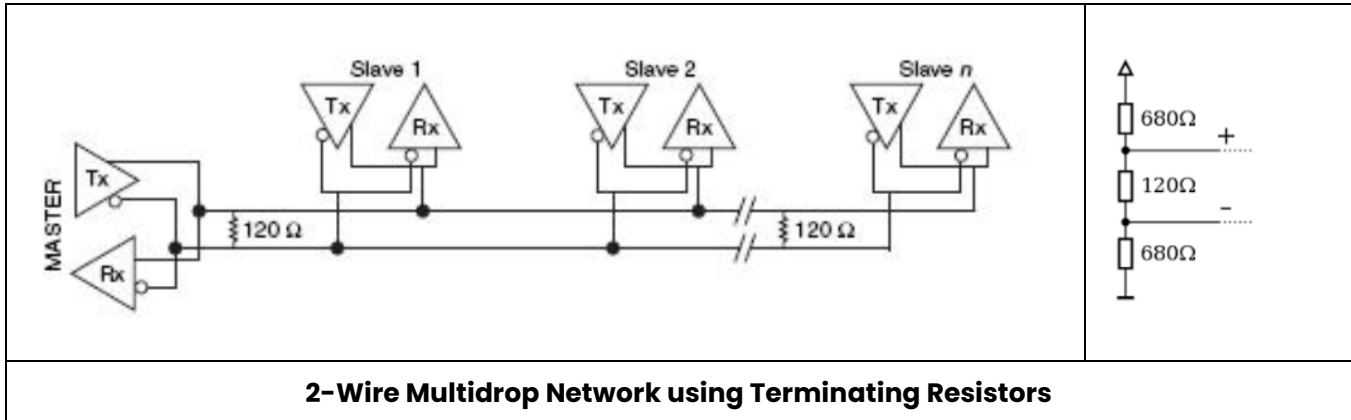 Slave 1
Slave 2
Slave n
Tx
Rx
Tx
Rx
Tx
Rx
MASTER
Tx
Rx
120 Ω
120 Ω
680Ω
+
120Ω
-
680Ω
2-Wire Multidrop Network using Terminating Resistors